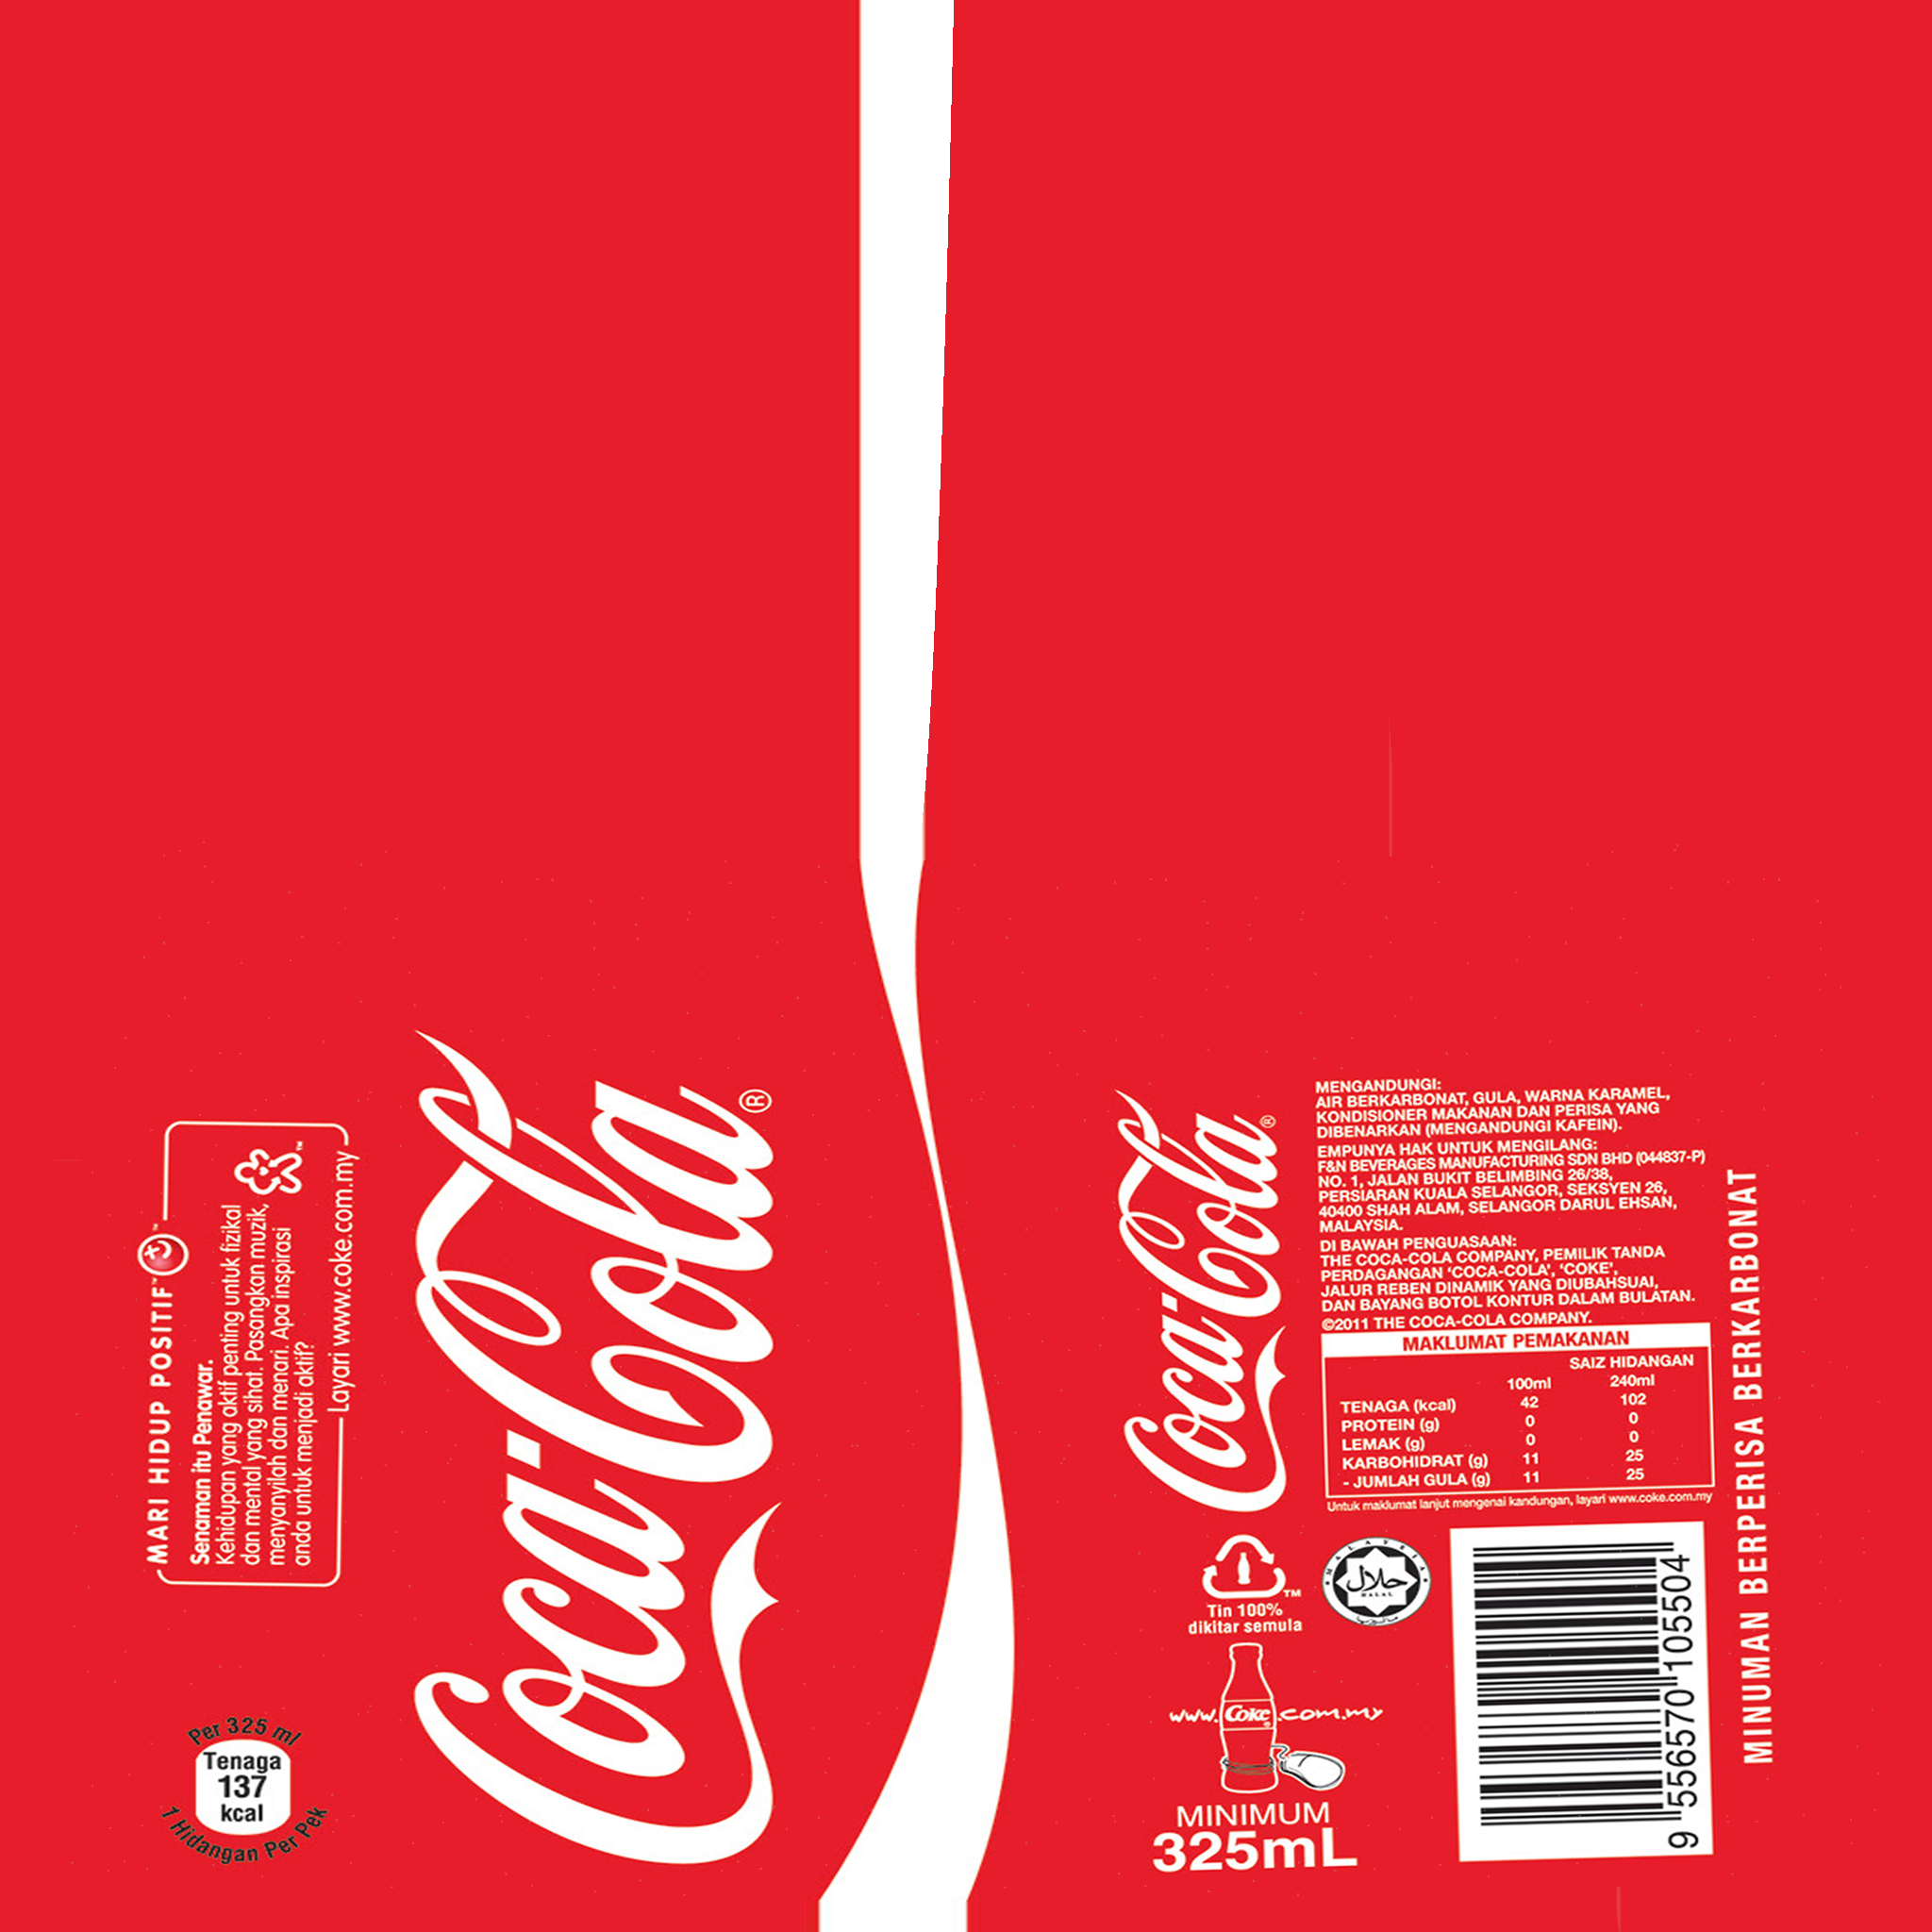 MARI HIDUP POSITIF™
™
Senaman itu Penawar.
Kehidupan yang aktif penting untuk fizikal
dan mental yang sihat. Pasangkan muzik,
menyanyilah dan menari. Apa inspirasi
anda untuk menjadi aktif?
™
Layari www.coke.com.my
Per 325 ml
Tenaga
137
kcal
1 Hidangan Per Pek
Coca-Cola®
Coca-Cola®
MENGANDUNGI:
AIR BERKARBONAT, GULA, WARNA KARAMEL,
KONDISIONER MAKANAN DAN PERISA YANG
DIBENARKAN (MENGANDUNGI KAFEIN).
EMPUNYA HAK UNTUK MENGILANG:
F&N BEVERAGES MANUFACTURING SDN BHD (044837-P)
NO. 1, JALAN BUKIT BELIMBING 26/38,
PERSIARAN KUALA SELANGOR, SEKSYEN 26,
40400 SHAH ALAM, SELANGOR DARUL EHSAN,
MALAYSIA.
DI BAWAH PENGUASAAN:
THE COCA-COLA COMPANY, PEMILIK TANDA
PERDAGANGAN ‘COCA-COLA’, ‘COKE’,
JALUR REBEN DINAMIK YANG DIUBAHSUAI,
DAN BAYANG BOTOL KONTUR DALAM BULATAN.
©2011 THE COCA-COLA COMPANY.
MAKLUMAT PEMAKANAN
SAIZ HIDANGAN
100ml 240ml
TENAGA (kcal) 42 102
PROTEIN (g) 0 0
LEMAK (g) 0 0
KARBOHIDRAT (g) 11 25
- JUMLAH GULA (g) 11 25
Untuk maklumat lanjut mengenai kandungan, layari www.coke.com.my
™
Tin 100%
dikitar semula
MALAYSIA
حلال
HALAL
www.Coke®.com.my
MINIMUM
325mL
9 556570 105504
MINUMAN BERPERISA BERKARBONAT